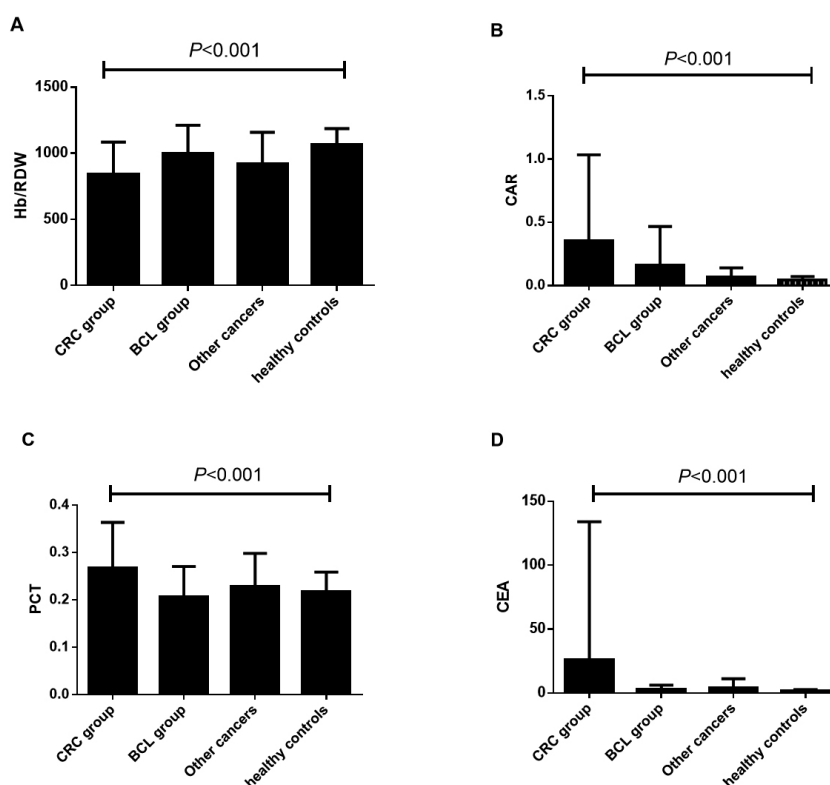 A
P<0.001
1500
1000
500
0
Hb/RDW
CRC group
BCL group
Other cancers
healthy controls
B
P<0.001
1.5
1.0
0.5
0.0
CAR
CRC group
BCL group
Other cancers
healthy controls
C
P<0.001
0.4
0.3
0.2
0.1
0.0
PCT
CRC group
BCL group
Other cancers
healthy controls
D
P<0.001
150
100
50
0
CEA
CRC group
BCL group
Other cancers
healthy controls